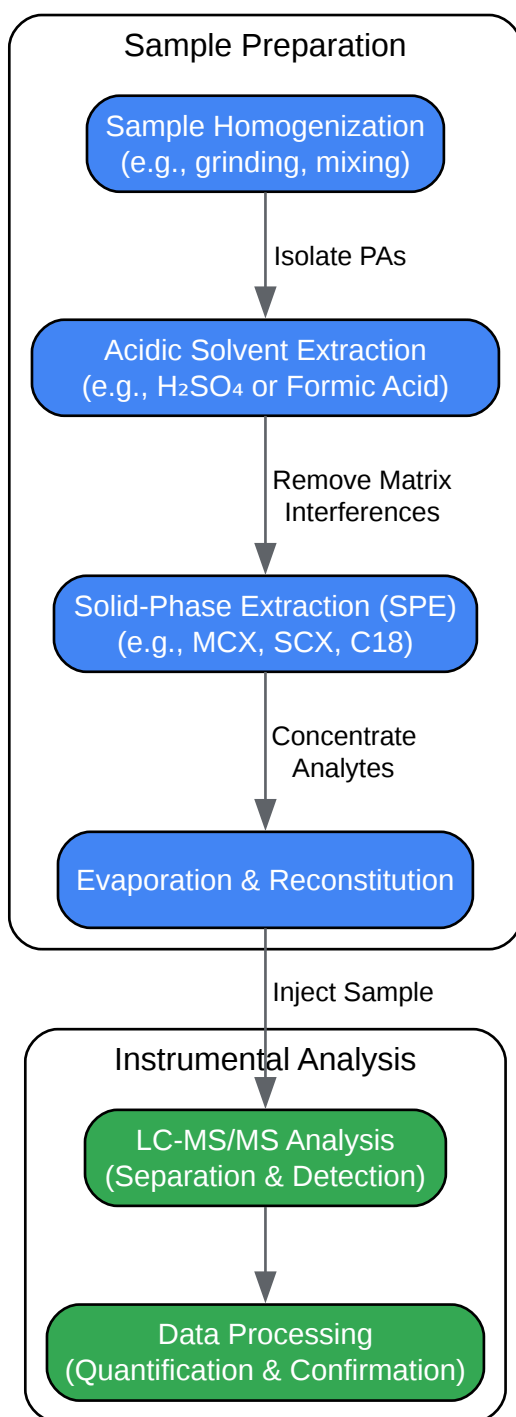 Sample Preparation
Sample Homogenization
(e.g., grinding, mixing)
Isolate PAs
Acidic Solvent Extraction
(e.g., H₂SO₄ or Formic Acid)
Remove Matrix
Interferences
Solid-Phase Extraction (SPE)
(e.g., MCX, SCX, C18)
Concentrate
Analytes
Evaporation & Reconstitution
Inject Sample
Instrumental Analysis
LC-MS/MS Analysis
(Separation & Detection)
Data Processing
(Quantification & Confirmation)